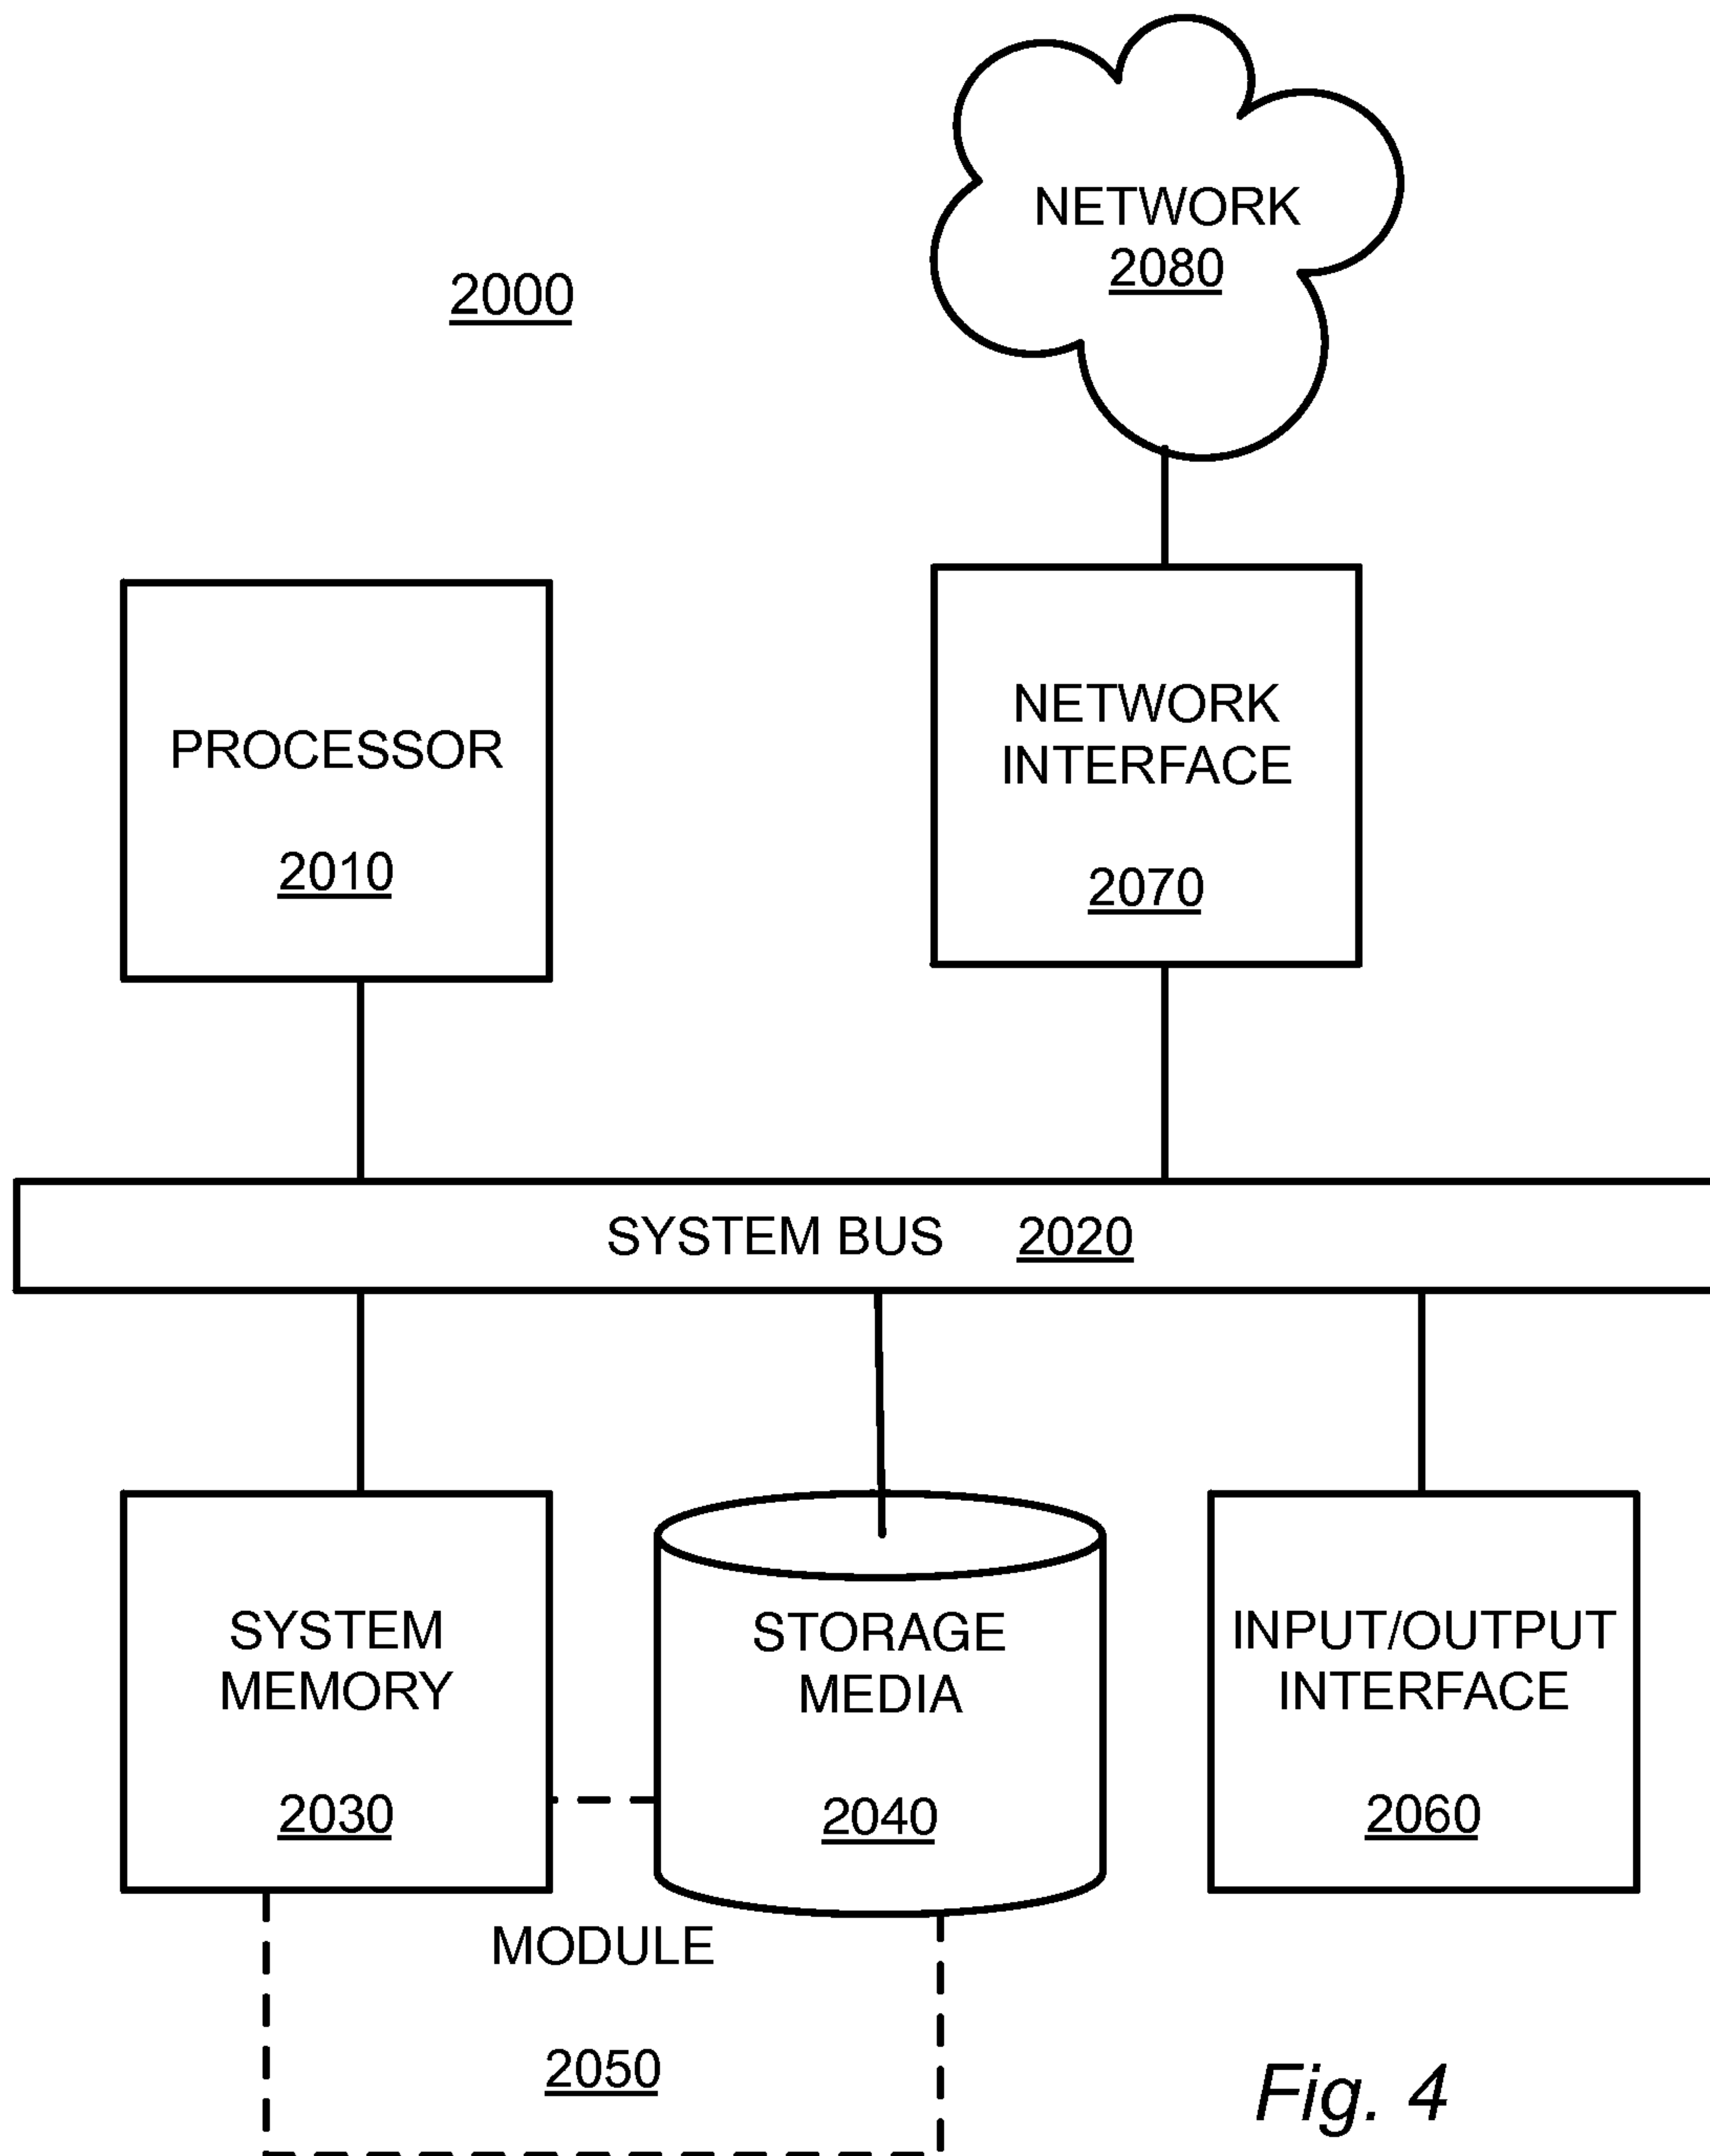 NETWORK
2080
2000
PROCESSOR
2010
NETWORK
INTERFACE
2070
SYSTEM BUS 2020
SYSTEM
MEMORY
2030
STORAGE
MEDIA
2040
INPUT/OUTPUT
INTERFACE
2060
MODULE
2050
Fig. 4